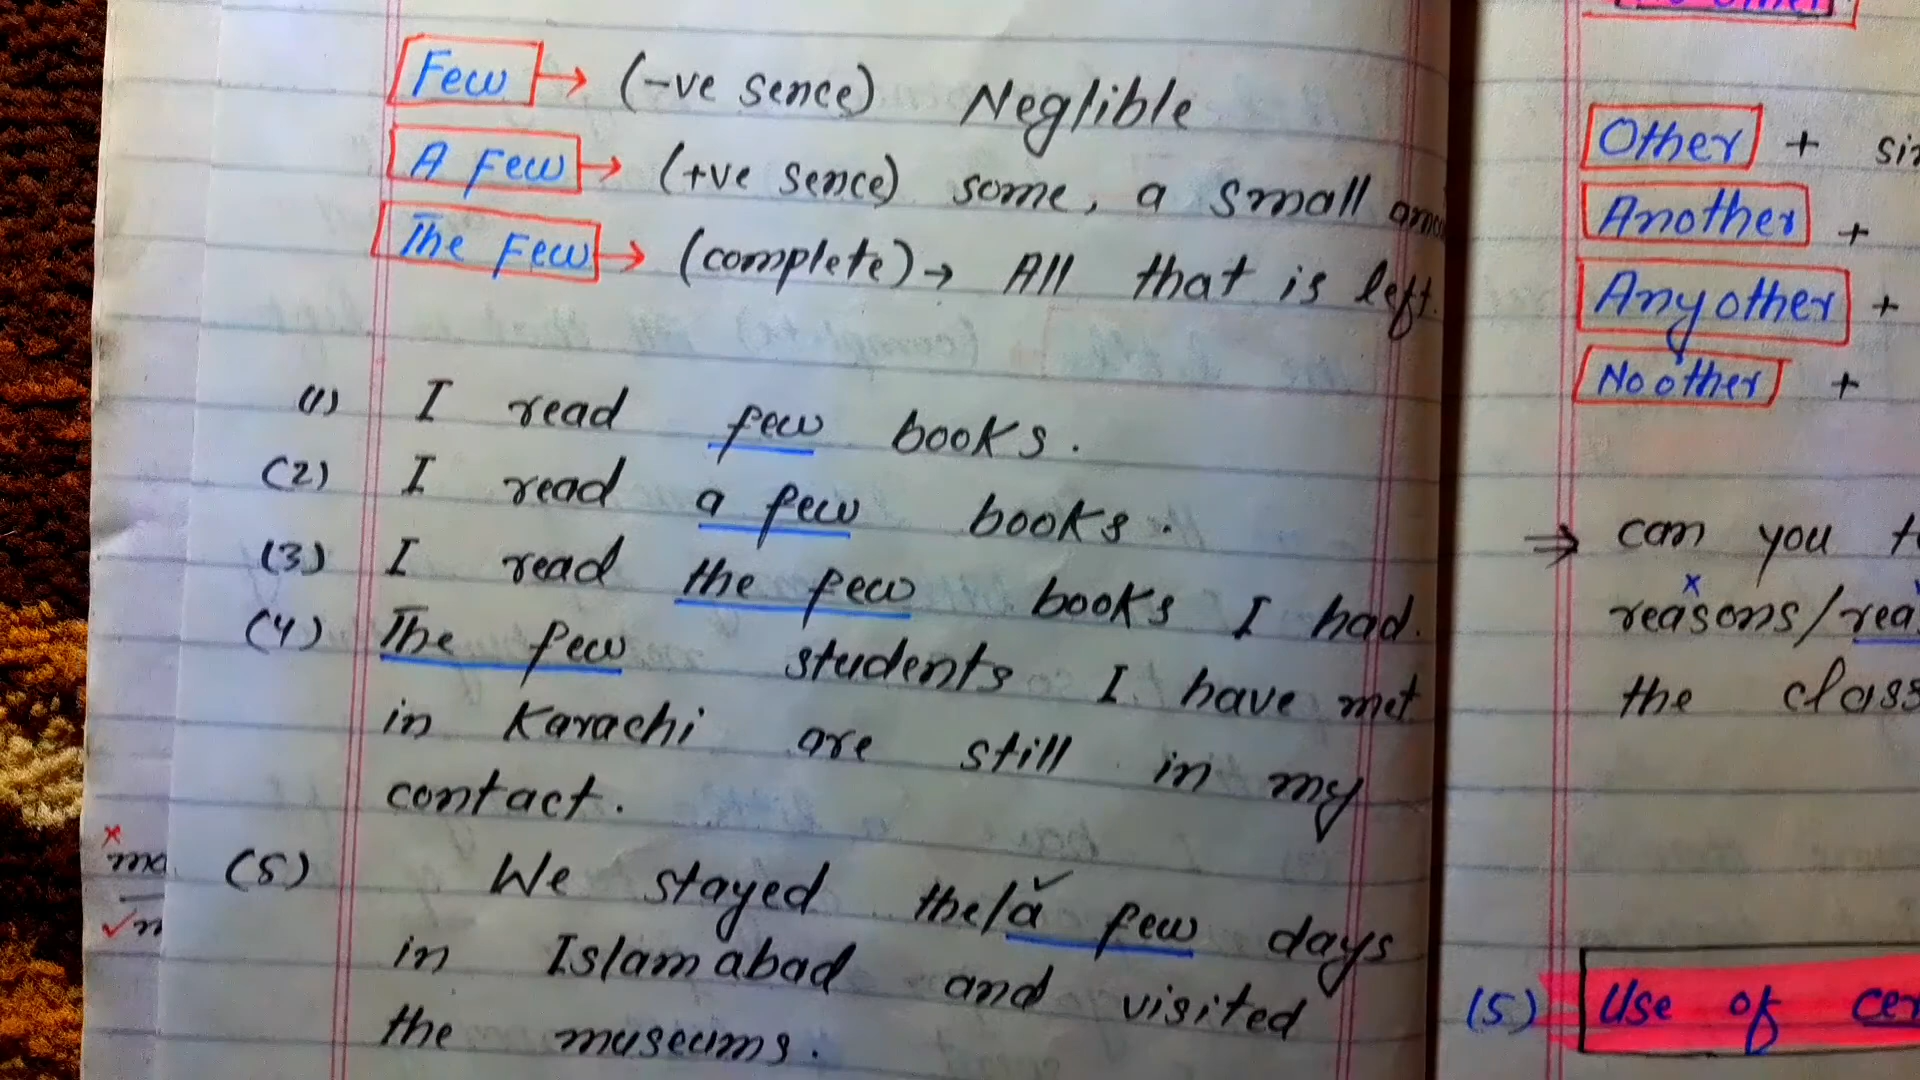 Few → (-ve sence) Neglible
A Few → (+ve sence) some, a small
The Few → (complete) → All that is left.
(1) I read few books.
(2) I read a few books.
(3) I read the few books I had.
(4) The few students I have met
in Karachi are still in my
contact.
(5) We stayed the/a few days
in Islamabad and visited
the museums.
Other +
Another +
Any other +
No other +
⇒ can you
reasons/
the class
(5) Use of